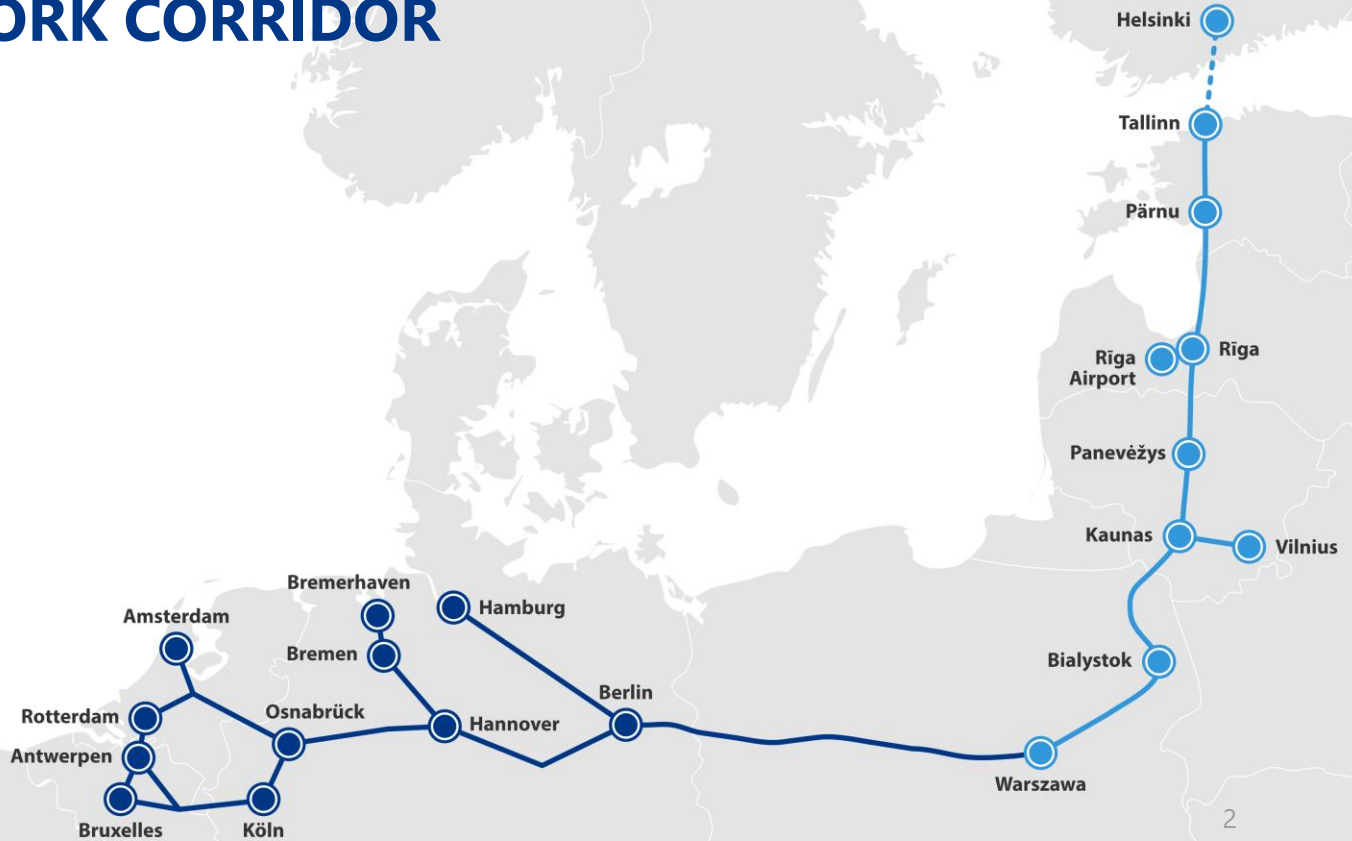 ORK CORRIDOR
Helsinki
Tallinn
Pärnu
Rīga
Airport
Rīga
Panevėžys
Kaunas
Vilnius
Bremerhaven
Hamburg
Amsterdam
Bremen
Bialystok
Berlin
Rotterdam
Osnabrück
Hannover
Antwerpen
Warszawa
Bruxelles
Köln
2